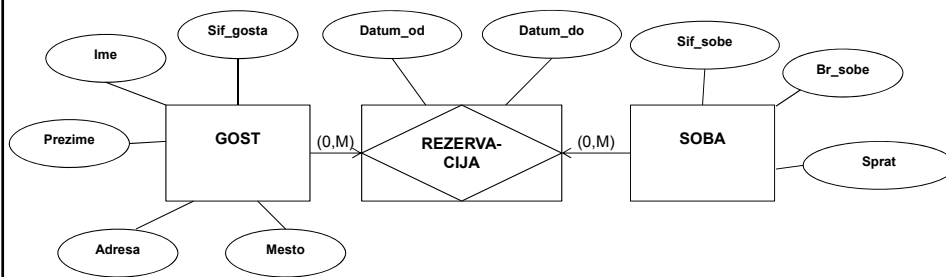 Sif_gosta
Datum_od
Datum_do
Sif_sobe
Ime
Br_sobe
Prezime
GOST
(0,M)
REZERVA-
CIJA
(0,M)
SOBA
Sprat
Adresa
Mesto